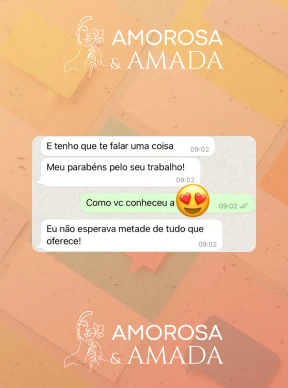 AMOROSA
& AMADA
E tenho que te falar uma coisa
09:02
Meu parabéns pelo seu trabalho!
09:02
Como vc conheceu a
09:02
Eu não esperava metade de tudo que
oferece!
09:02
AMOROSA
& AMADA